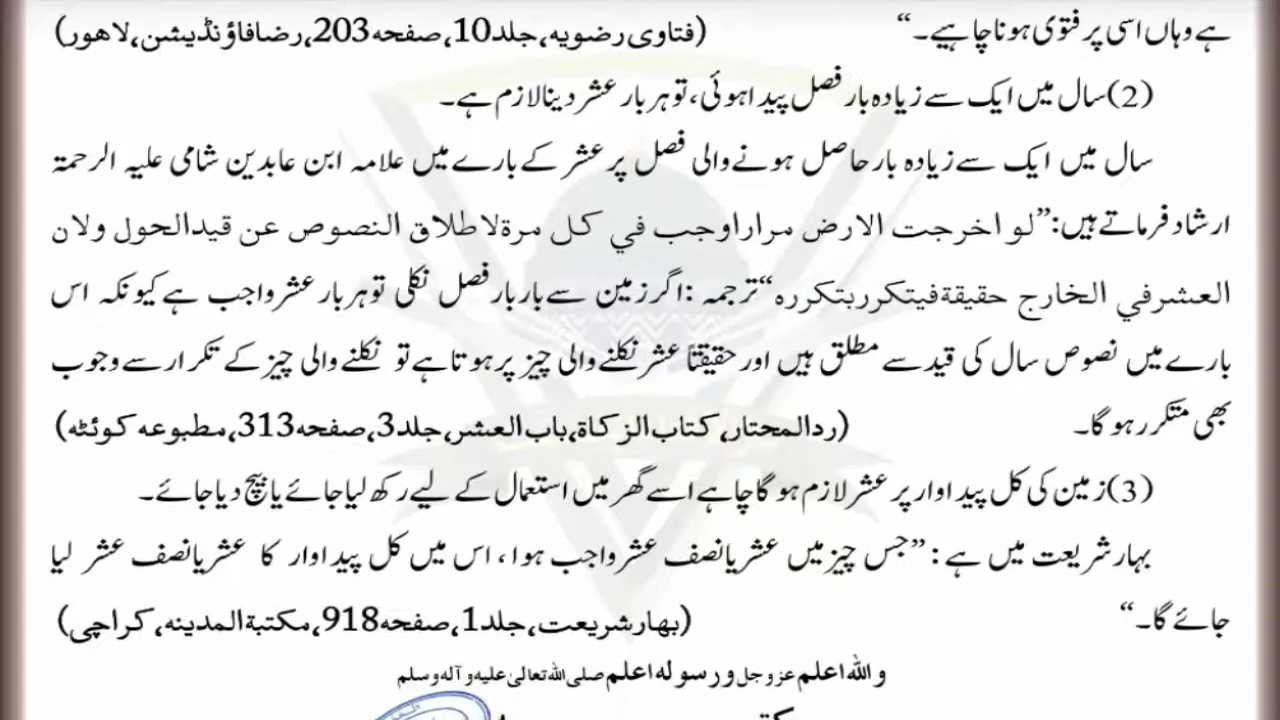 ہے وہاں اسی پر فتوی ہونا چاہیے۔“ (فتاوی رضویہ، جلد10، صفحہ203، رضا فاؤنڈیشن، لاهور)
(2) سال میں ایک سے زیادہ بار فصل پیدا ہوئی، تو ہر بار عشر دینا لازم ہے۔
سال میں ایک سے زیادہ بار حاصل ہونے والی فصل پر عشر کے بارے میں علامہ ابن عابدین شامی علیہ الرحمۃ
ارشاد فرماتے ہیں:”لو اخرجت الارض مرارا وجب في كل مرة لاطلاق النصوص عن قيد الحول ولان
العشر في الخارج حقيقة فيتكرر بتكرره“ ترجمہ: اگر زمین سے بار بار فصل نکلی تو ہر بار عشر واجب ہے کیونکہ اس
بارے میں نصوص سال کی قید سے مطلق ہیں اور حقیقتاً عشر نکلنے والی چیز پر ہوتا ہے تو نکلنے والی چیز کے تکرار سے وجوب
بھی متکرر ہو گا۔ (ردالمحتار، کتاب الزکاۃ، باب العشر، جلد3، صفحہ313، مطبوعہ کوئٹہ)
(3) زمین کی کل پیداوار پر عشر لازم ہو گا چاہے اسے گھر میں استعمال کے لیے رکھ لیا جائے یا بیچ دیا جائے۔
بہار شریعت میں ہے: ”جس چیز میں عشر یا نصف عشر واجب ہوا، اس میں کل پیداوار کا عشر یا نصف عشر لیا
جائے گا۔“ (بهار شریعت، جلد1، صفحہ918، مکتبۃ المدینہ، کراچی)
واللہ اعلم عزوجل ورسولہ اعلم صلی اللہ تعالیٰ علیہ وآلہ وسلم